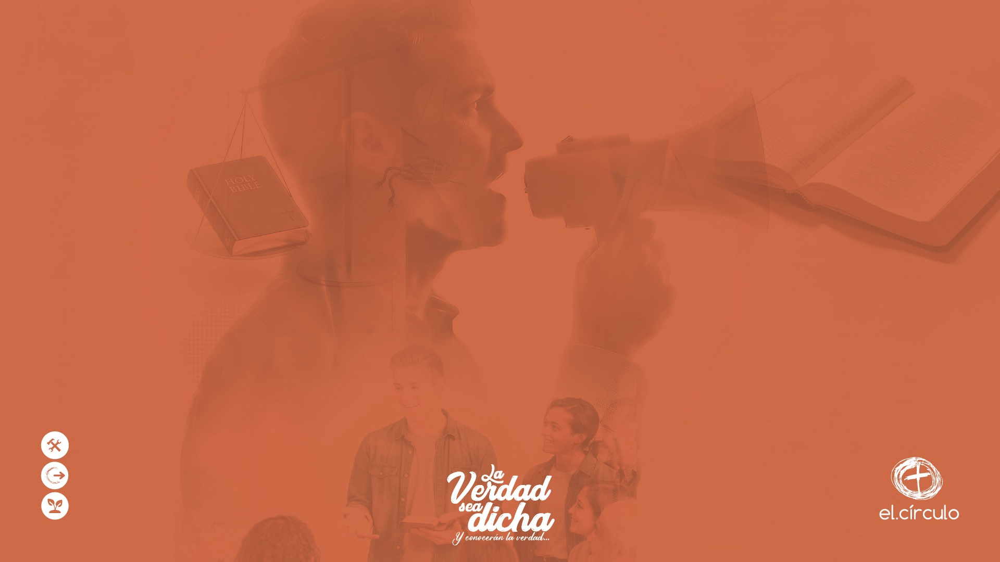 HOLY
BIBLE
La
Verdad
sea
dicha
Y conocerán la verdad...
el.círculo